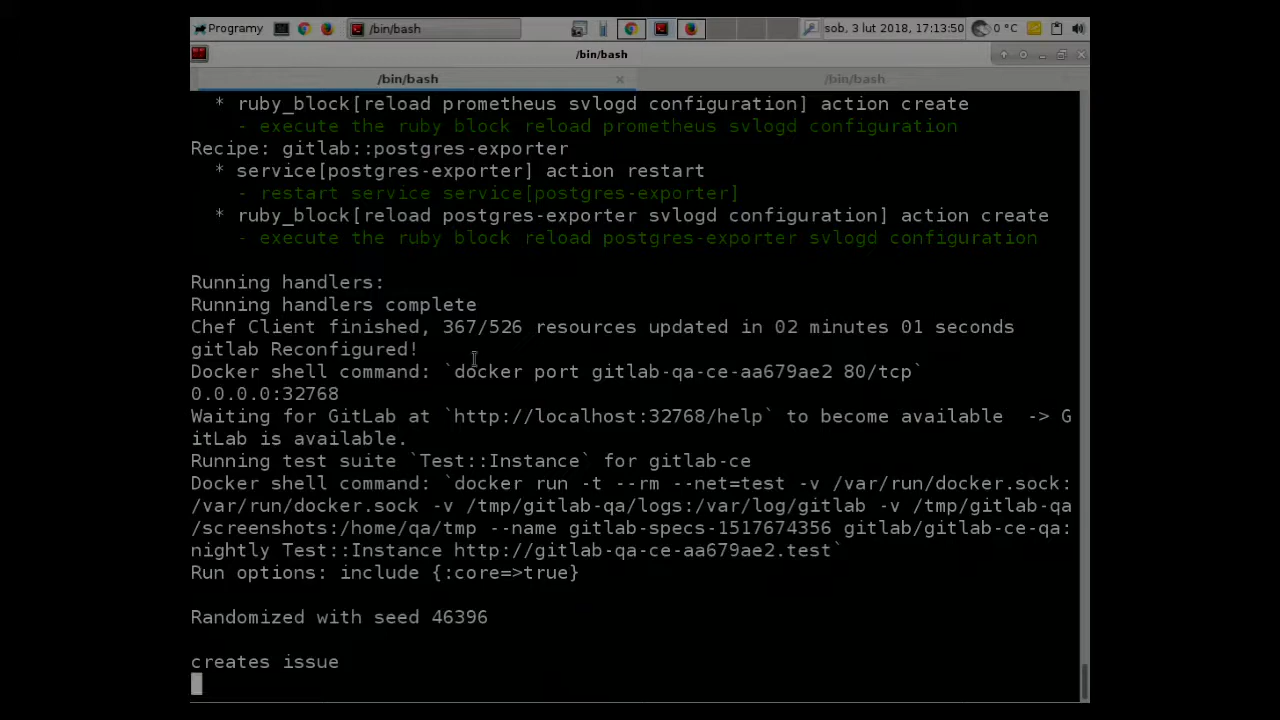 Programy /bin/bash sob, 3 lut 2018, 17:13:50 0 °C
/bin/bash
/bin/bash × /bin/bash
* ruby_block[reload prometheus svlogd configuration] action create
- execute the ruby block reload prometheus svlogd configuration
Recipe: gitlab::postgres-exporter
* service[postgres-exporter] action restart
- restart service service[postgres-exporter]
* ruby_block[reload postgres-exporter svlogd configuration] action create
- execute the ruby block reload postgres-exporter svlogd configuration
Running handlers:
Running handlers complete
Chef Client finished, 367/526 resources updated in 02 minutes 01 seconds
gitlab Reconfigured!
Docker shell command: `docker port gitlab-qa-ce-aa679ae2 80/tcp`
0.0.0.0:32768
Waiting for GitLab at `http://localhost:32768/help` to become available  -> G
itLab is available.
Running test suite `Test::Instance` for gitlab-ce
Docker shell command: `docker run -t --rm --net=test -v /var/run/docker.sock:
/var/run/docker.sock -v /tmp/gitlab-qa/logs:/var/log/gitlab -v /tmp/gitlab-qa
/screenshots:/home/qa/tmp --name gitlab-specs-1517674356 gitlab/gitlab-ce-qa:
nightly Test::Instance http://gitlab-qa-ce-aa679ae2.test`
Run options: include {:core=>true}
Randomized with seed 46396
creates issue